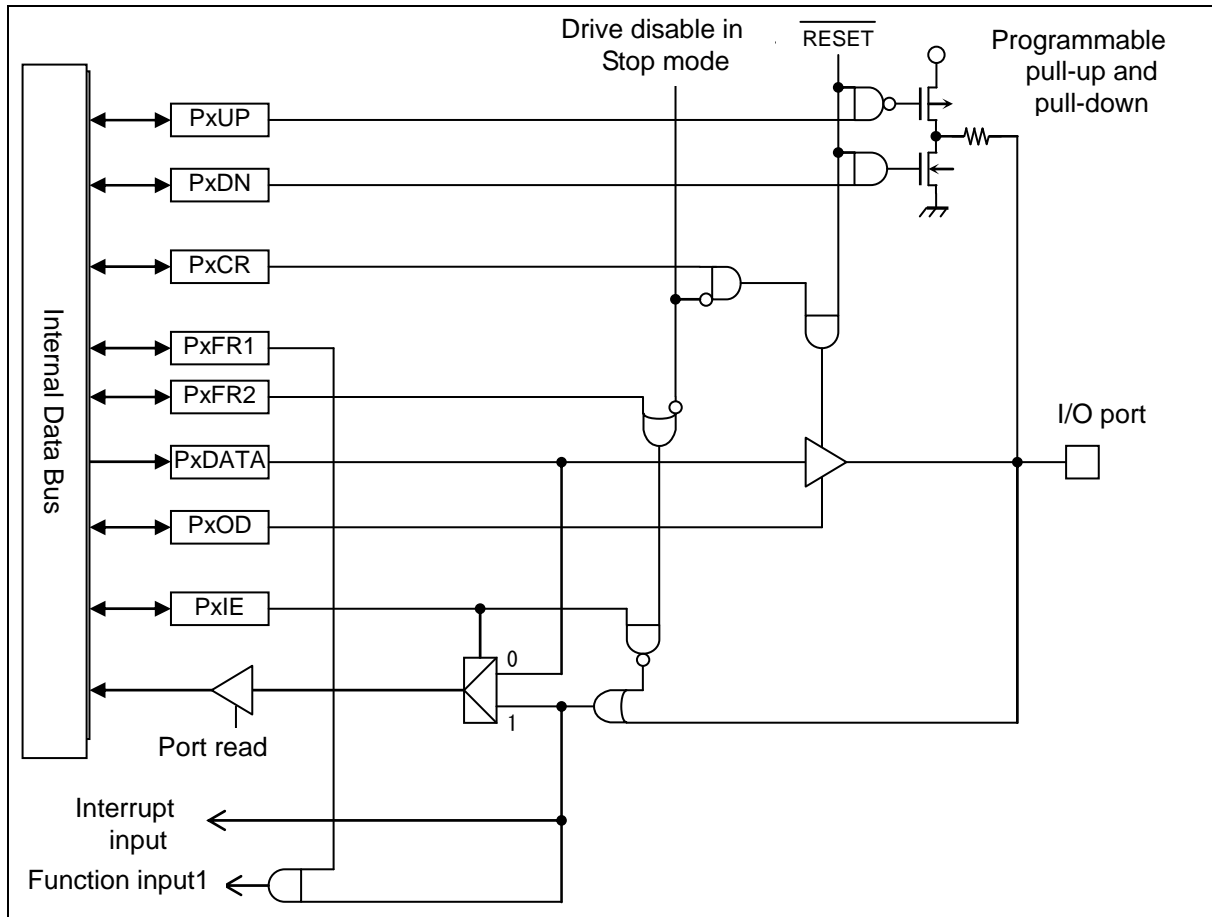 Drive disable in
Stop mode
RESET
Programmable
pull-up and
pull-down
Internal Data Bus
PxUP
PxDN
PxCR
PxFR1
PxFR2
PxDATA
PxOD
PxIE
I/O port
0
1
Port read
Interrupt
input
Function input1